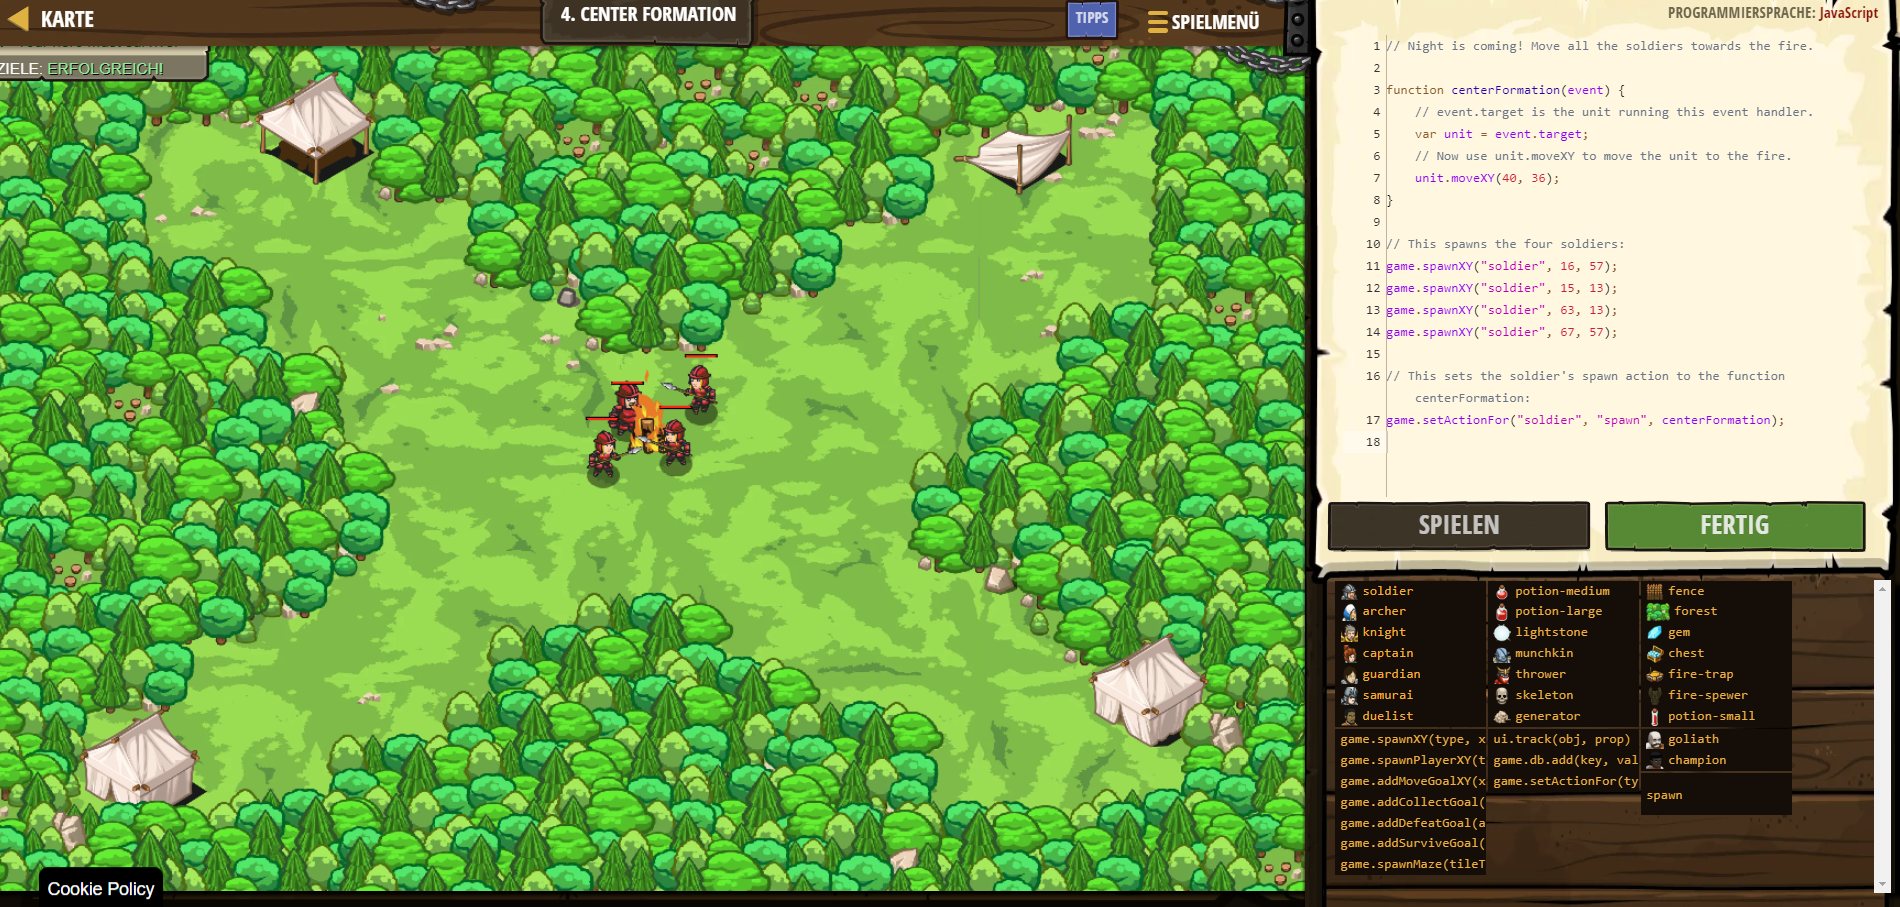 KARTE
4. CENTER FORMATION
TIPPS
SPIELMENÜ
PROGRAMMIERSPRACHE: JavaScript
ZIELE: ERFOLGREICH!
1 // Night is coming! Move all the soldiers towards the fire.
2
3 function centerFormation(event) {
4 // event.target is the unit running this event handler.
5 var unit = event.target;
6 // Now use unit.moveXY to move the unit to the fire.
7 unit.moveXY(40, 36);
8 }
9
10 // This spawns the four soldiers:
11 game.spawnXY("soldier", 16, 57);
12 game.spawnXY("soldier", 15, 13);
13 game.spawnXY("soldier", 63, 13);
14 game.spawnXY("soldier", 67, 57);
15
16 // This sets the soldier's spawn action to the function
centerFormation:
17 game.setActionFor("soldier", "spawn", centerFormation);
18
SPIELEN
FERTIG
soldier
archer
knight
captain
guardian
samurai
duelist
game.spawnXY(type, x
game.spawnPlayerXY(t
game.addMoveGoalXY(x
game.addCollectGoal(
game.addDefeatGoal(a
game.addSurviveGoal(
game.spawnMaze(tileT
potion-medium
potion-large
lightstone
munchkin
thrower
skeleton
generator
ui.track(obj, prop)
game.db.add(key, val
game.setActionFor(ty
fence
forest
gem
chest
fire-trap
fire-spewer
potion-small
goliath
champion
spawn
Cookie Policy